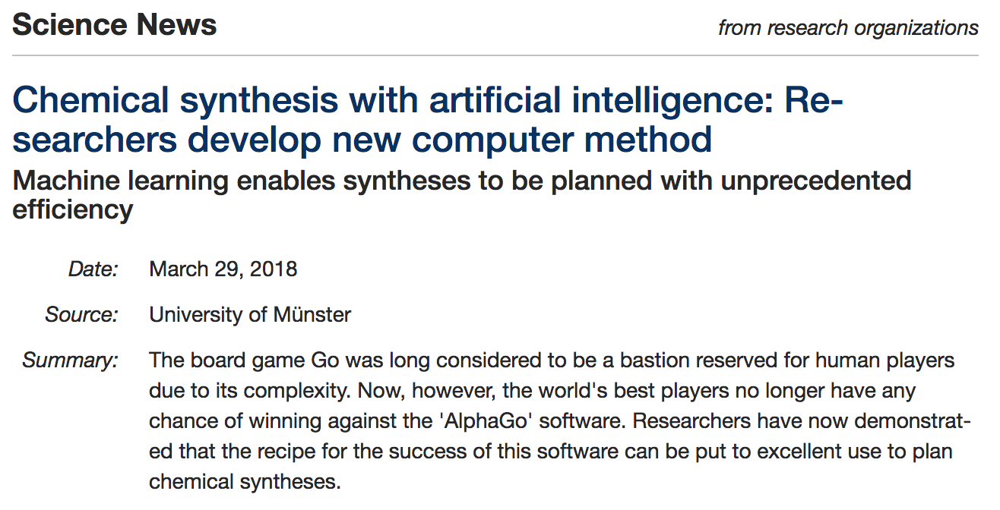 Science News
from research organizations
Chemical synthesis with artificial intelligence: Re-
searchers develop new computer method
Machine learning enables syntheses to be planned with unprecedented
efficiency
Date: March 29, 2018
Source: University of Münster
Summary: The board game Go was long considered to be a bastion reserved for human players
due to its complexity. Now, however, the world's best players no longer have any
chance of winning against the 'AlphaGo' software. Researchers have now demonstrat-
ed that the recipe for the success of this software can be put to excellent use to plan
chemical syntheses.